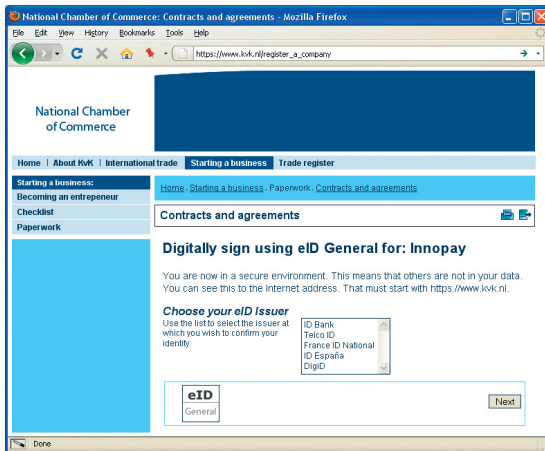 National Chamber of Commerce: Contracts and agreements - Mozilla Firefox
File Edit View History Bookmarks Tools Help
https://www.kvk.nl/register_a_company
National Chamber
of Commerce
Home | About KvK | International trade Starting a business Trade register
Starting a business:
Becoming an entrepeneur
Checklist
Paperwork
Home . Starting a business . Paperwork . Contracts and agreements
Contracts and agreements
Digitally sign using eID General for: Innopay
You are now in a secure environment. This means that others are not in your data.
You can see this to the Internet address. That must start with https://www.kvk.nl.
Choose your eID Issuer
Use the list to select the issuer at
which you wish to confirm your
identity:
ID Bank
Telco ID
France ID National
ID España
DigiD
eID
General
Next
Done